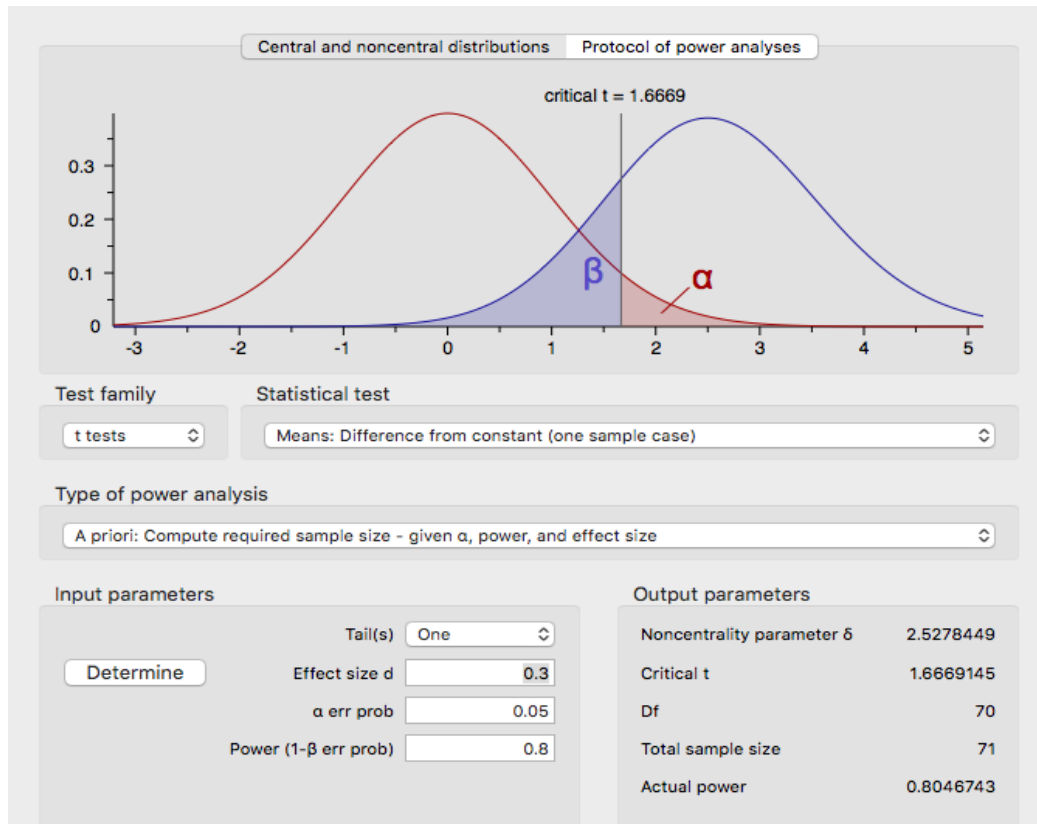 Central and noncentral distributions Protocol of power analyses
critical t = 1.6669
0.3
0.2
0.1
0
β α
-3 -2 -1 0 1 2 3 4 5
Test family Statistical test
t tests Means: Difference from constant (one sample case)
Type of power analysis
A priori: Compute required sample size - given α, power, and effect size
Input parameters Output parameters
Tail(s) One Noncentrality parameter δ 2.5278449
Determine Effect size d 0.3 Critical t 1.6669145
α err prob 0.05 Df 70
Power (1-β err prob) 0.8 Total sample size 71
Actual power 0.8046743